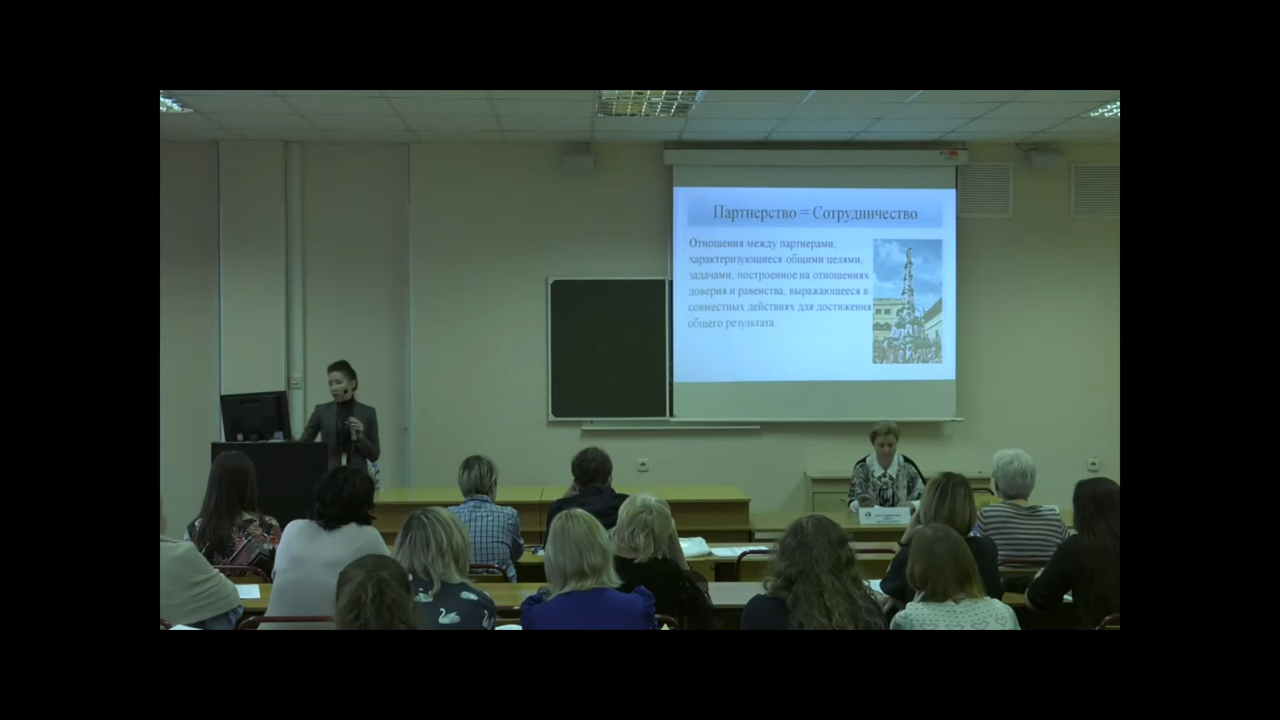 Партнерство = Сотрудничество
Отношения между партнерами,
характеризующиеся общими целями,
задачами, построенное на отношениях
доверия и равенства, выражающееся в
совместных действиях для достижения
общего результата.